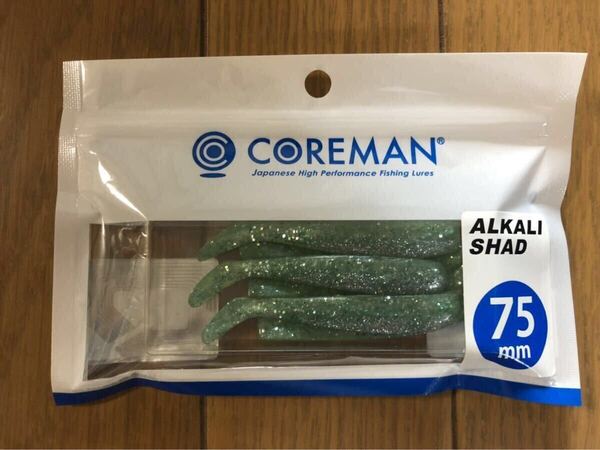 COREMAN®
Japanese High Performance Fishing Lures
ALKALI
SHAD
75
mm